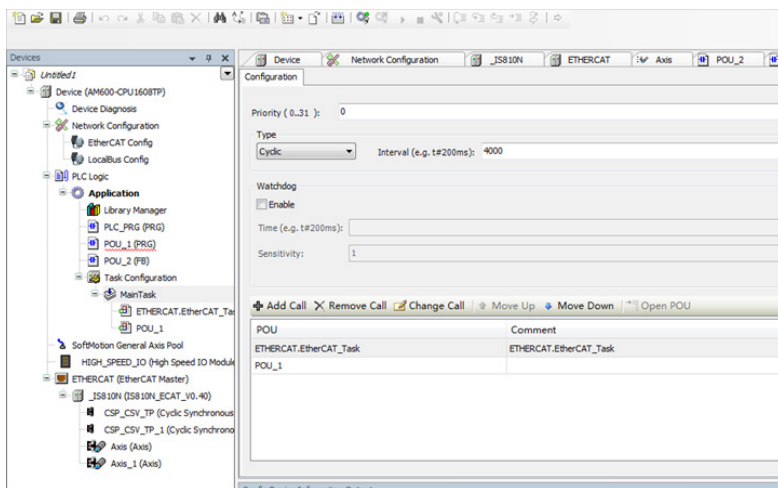 Devices
Untitled1
Device (AM600-CPU1608TP)
Device Diagnosis
Network Configuration
EtherCAT Config
LocalBus Config
PLC Logic
Application
Library Manager
PLC_PRG (PRG)
POU_1 (PRG)
POU_2 (FB)
Task Configuration
MainTask
ETHERCAT.EtherCAT_Ta
POU_1
SoftMotion General Axis Pool
HIGH_SPEED_IO (High Speed IO Module
ETHERCAT (EtherCAT Master)
_IS810N (IS810N_ECAT_V0.40)
CSP_CSV_TP (Cyclic Synchronous
CSP_CSV_TP_1 (Cyclic Synchrono
Axis (Axis)
Axis_1 (Axis)
Device Network Configuration _IS810N ETHERCAT Axis POU_2
Configuration
Priority ( 0..31 ): 0
Type
Cyclic Interval (e.g. t#200ms): 4000
Watchdog
Enable
Time (e.g. t#200ms):
Sensitivity: 1
Add Call Remove Call Change Call Move Up Move Down Open POU
POU Comment
ETHERCAT.EtherCAT_Task ETHERCAT.EtherCAT_Task
POU_1